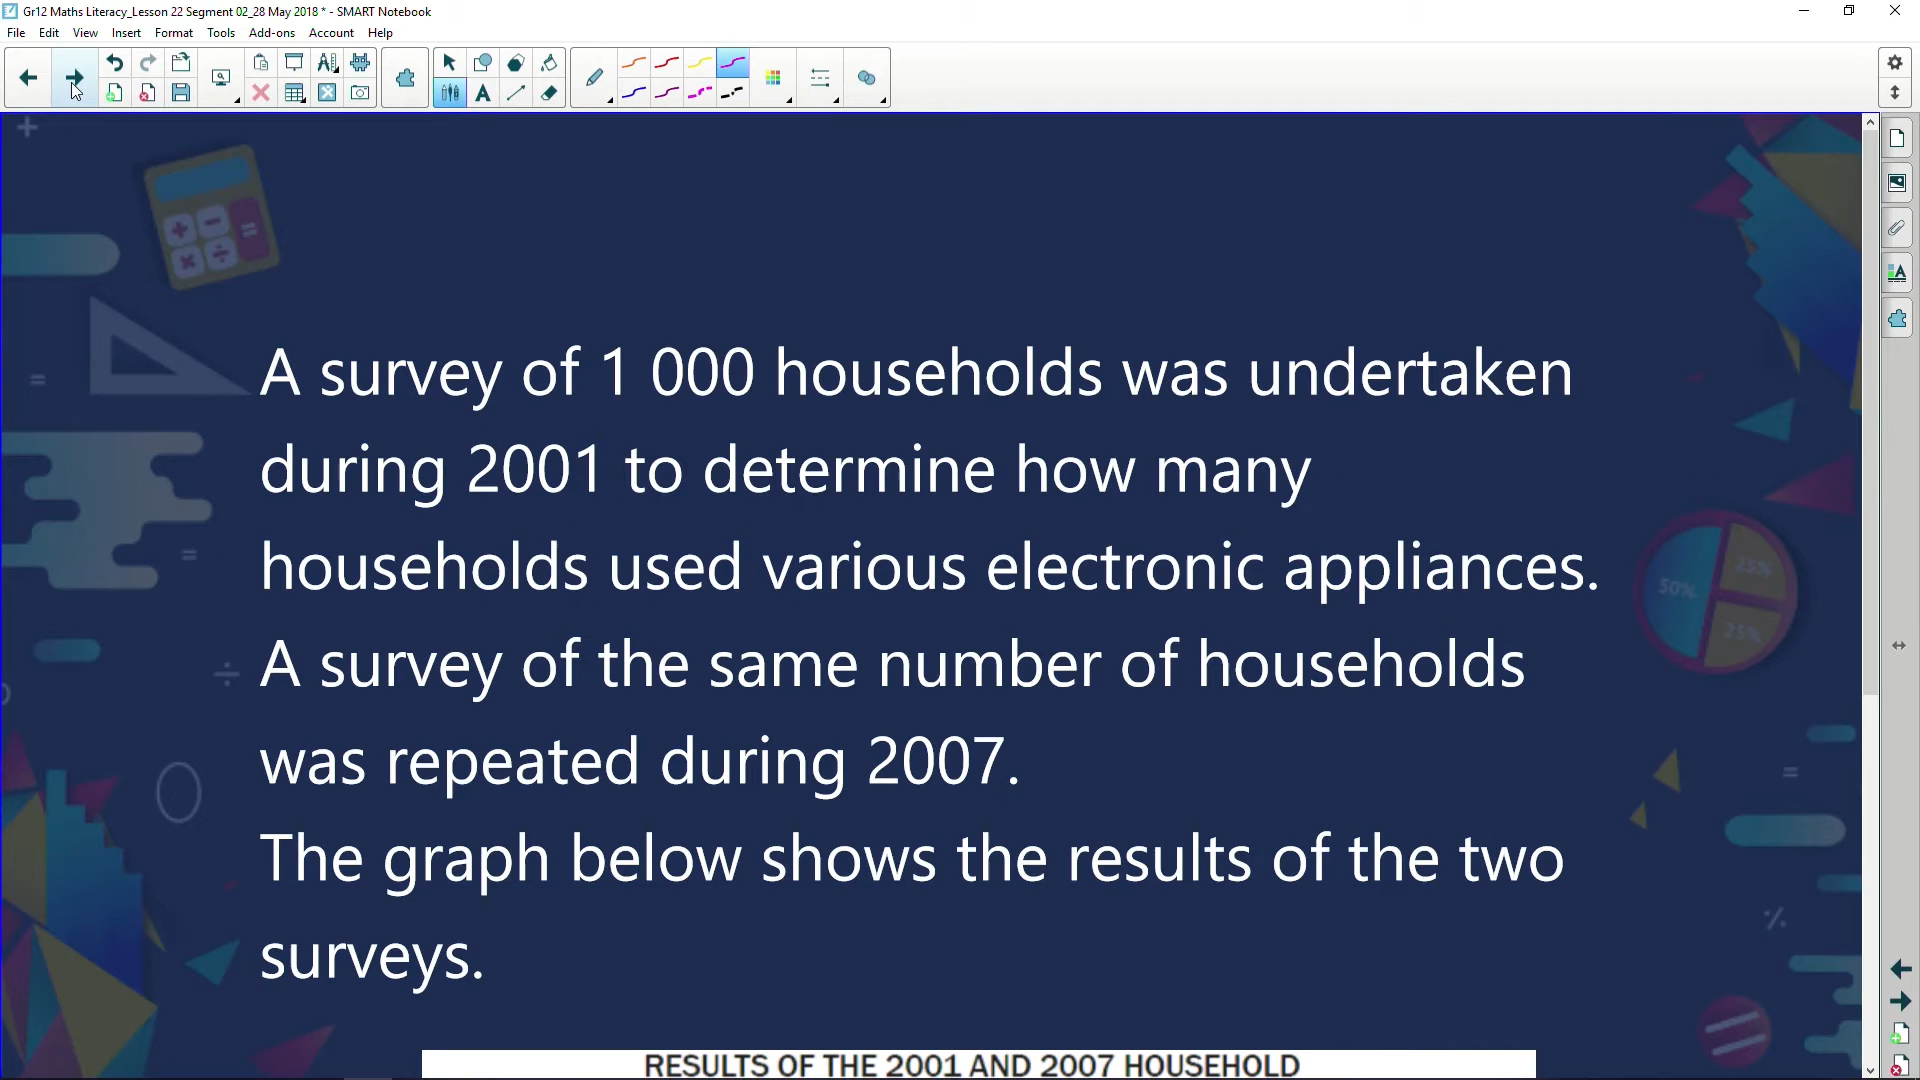 Gr12 Maths Literacy_Lesson 22 Segment 02_28 May 2018 * - SMART Notebook
File Edit View Insert Format Tools Add-ons Account Help
A survey of 1 000 households was undertaken
during 2001 to determine how many
households used various electronic appliances.
A survey of the same number of households
was repeated during 2007.
The graph below shows the results of the two
surveys.
50%
25%
25%
RESULTS OF THE 2001 AND 2007 HOUSEHOLD